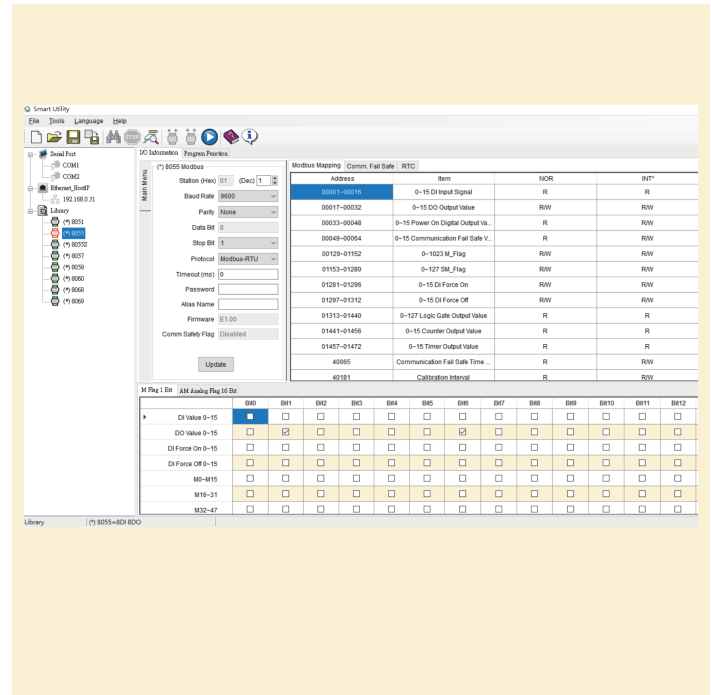 Smart Utility
File Tools Language Help
STOP
Serial Port
COM1
COM2
Ethernet_HostIP
192.168.0.31
Library
(*) 8051
(*) 8055
(*) 8055S
(*) 8057
(*) 8058
(*) 8060
(*) 8068
(*) 8069
I/O Information Program Function
Main Menu
(*) 8055 Modbus
Station (Hex) 01 (Dec) 1
Baud Rate 9600
Parity None
Data Bit 8
Stop Bit 1
Protocol Modbus-RTU
Timeout (ms) 0
Password
Alias Name
Firmware E1.00
Comm Safety Flag Disabled
Update
Modbus Mapping Comm. Fail Safe RTC
Address Item NOR INT*
00001~00016 0~15 DI Input Signal R R
00017~00032 0~15 DO Output Value R/W R/W
00033~00048 0~15 Power On Digital Output Va... R R/W
00049~00064 0~15 Communication Fail Safe V... R R/W
00129~01152 0~1023 M_Flag R/W R/W
01153~01280 0~127 SM_Flag R/W R/W
01281~01296 0~15 DI Force On R/W R/W
01297~01312 0~15 DI Force Off R/W R/W
01313~01440 0~127 Logic Gate Output Value R R/W
01441~01456 0~15 Counter Output Value R R/W
01457~01472 0~15 Timer Output Value R R/W
40065 Communication Fail Safe Time ... R R/W
40181 Calibration Interval R R/W
M Flag 1 Bit AM Analog Flag 16 Bit
Bit0 Bit1 Bit2 Bit3 Bit4 Bit5 Bit6 Bit7 Bit8 Bit9 Bit10 Bit11 Bit12
DI Value 0~15
DO Value 0~15
DI Force On 0~15
DI Force Off 0~15
M0~M15
M16~31
M32~47
Library (*) 8055=8DI 8DO